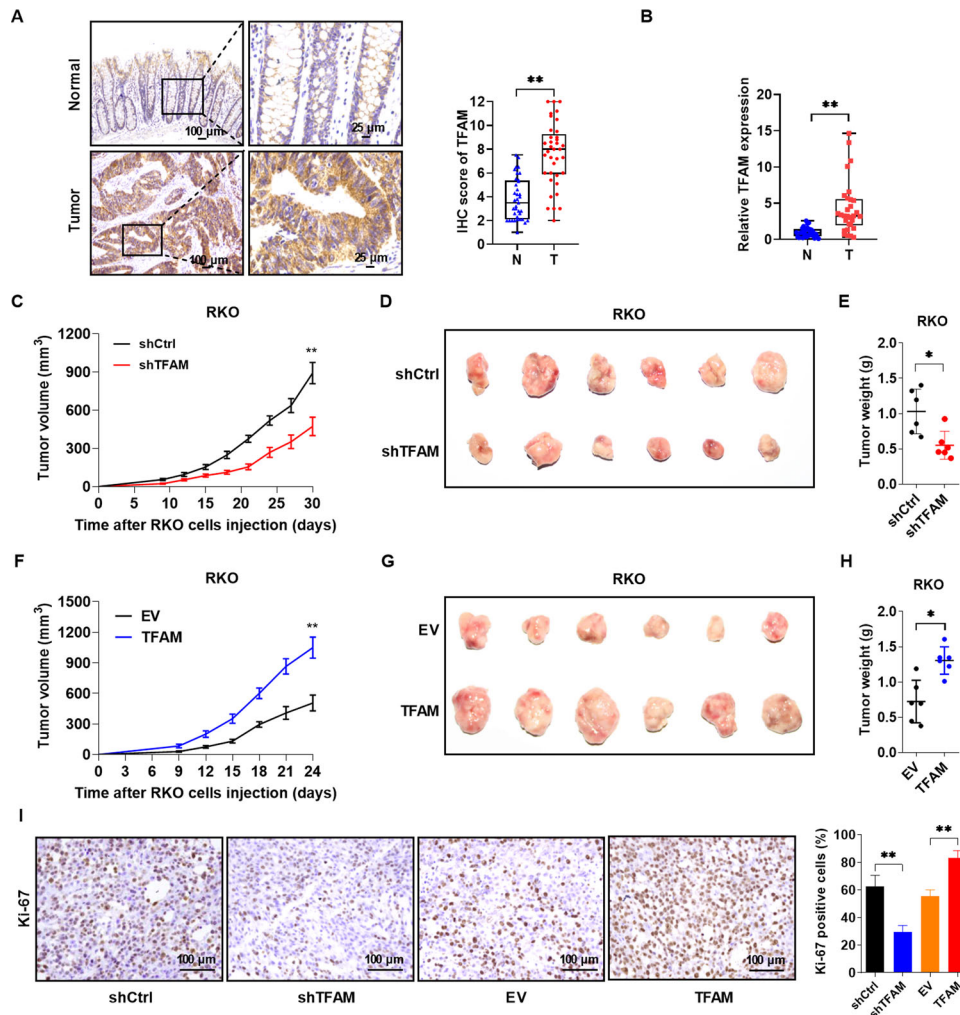 A
Normal
100 µm
25 µm
Tumor
100 µm
25 µm
IHC score of TFAM
12
10
8
6
4
2
0
**
N
T
B
Relative TFAM expression
20
15
10
5
0
**
N
T
C
RKO
Tumor volume (mm3)
1200
900
600
300
0
shCtrl
shTFAM
**
0
5
10
15
20
25
30
Time after RKO cells injection (days)
D
RKO
shCtrl
shTFAM
E
RKO
Tumor weight (g)
2.0
1.5
1.0
0.5
0.0
*
shCtrl
shTFAM
F
RKO
Tumor volume (mm3)
1500
1200
900
600
300
0
EV
TFAM
**
0
3
6
9
12
15
18
21
24
Time after RKO cells injection (days)
G
RKO
EV
TFAM
H
RKO
Tumor weight (g)
2.0
1.5
1.0
0.5
0.0
*
EV
TFAM
I
Ki-67
100 µm
100 µm
100 µm
100 µm
shCtrl
shTFAM
EV
TFAM
Ki-67 positive cells (%)
100
80
60
40
20
0
**
**
shCtrl
shTFAM
EV
TFAM